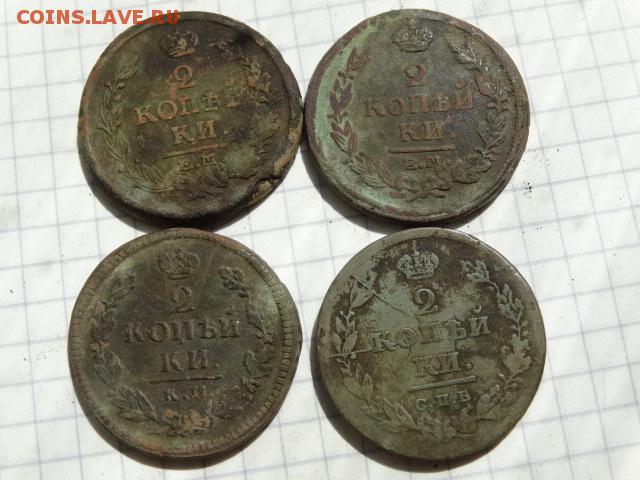 COINS.LAVE.RU
2
КОПѢЙ
КИ.
Е.М.
2
КОПѢЙ
КИ.
Е.М.
2
КОПѢЙ
КИ.
К.М.
2
КОПѢЙ
КИ.
С.П.Б